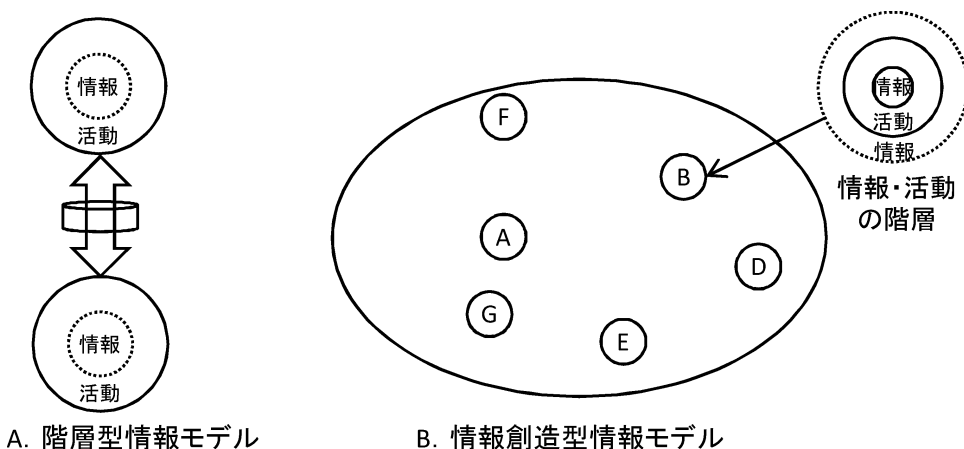 情報
活動
情報
活動
A. 階層型情報モデル
F
B
A
D
G
E
情報
活動
情報
情報・活動
の階層
B. 情報創造型情報モデル